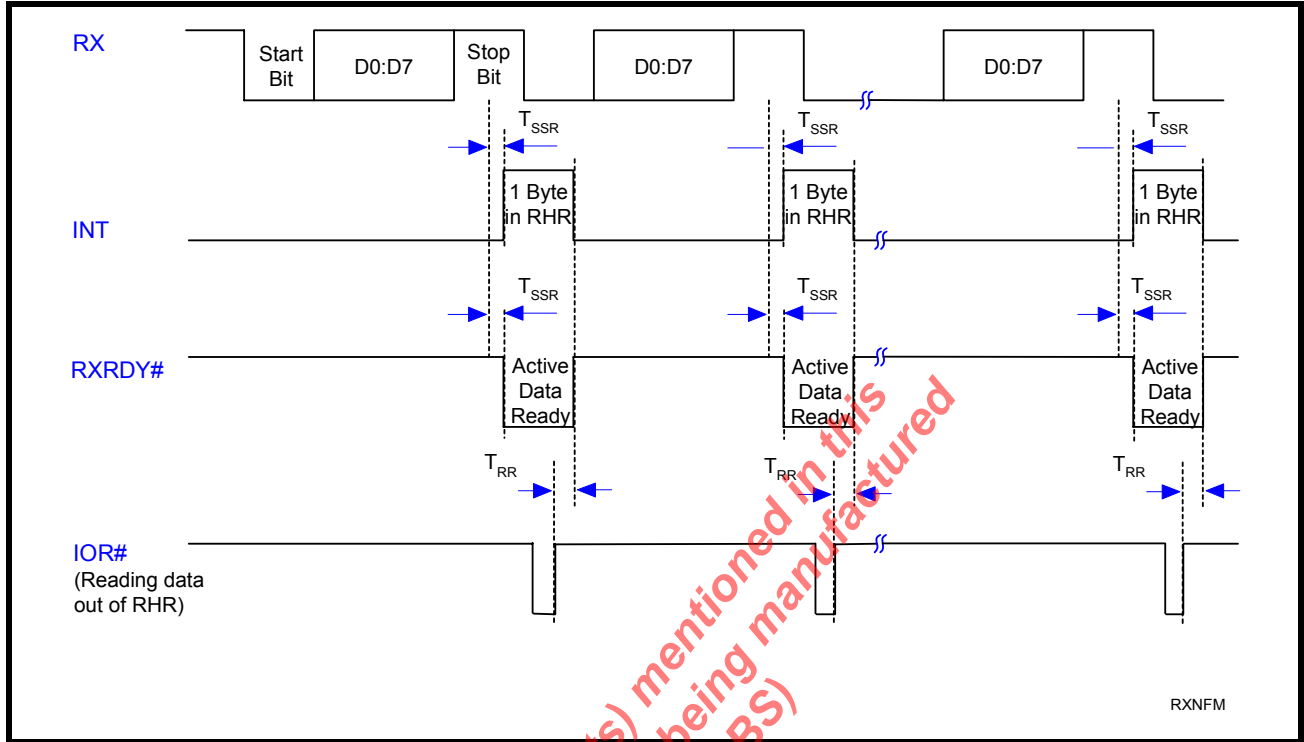 RX
Start
Bit
D0:D7
Stop
Bit
D0:D7
D0:D7
TSSR
TSSR
TSSR
INT
1 Byte
in RHR
1 Byte
in RHR
1 Byte
in RHR
TSSR
TSSR
TSSR
RXRDY#
Active
Data
Ready
Active
Data
Ready
Active
Data
Ready
TRR
TRR
TRR
IOR#
(Reading data
out of RHR)
mentioned in this
being manufactured
RXNFM